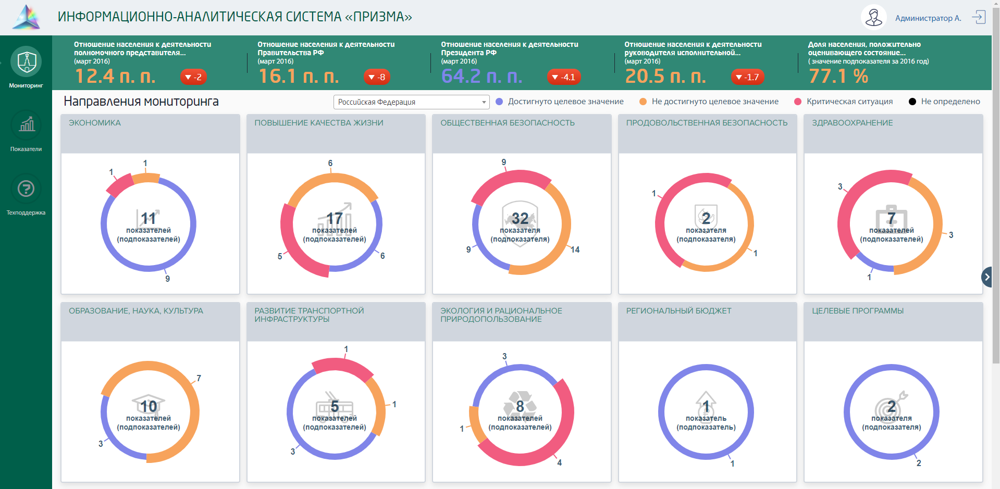 ИНФОРМАЦИОННО-АНАЛИТИЧЕСКАЯ СИСТЕМА «ПРИЗМА»
Администратор А.
Мониторинг
Показатели
Техподдержка
Отношение населения к деятельности
полномочного представителя...
(март 2016)
12.4 п. п.
▼ -2
Отношение населения к деятельности
Правительства РФ
(март 2016)
16.1 п. п.
▼ -8
Отношение населения к деятельности
Президента РФ
(март 2016)
64.2 п. п.
▼ -4.1
Отношение населения к деятельности
руководителя исполнительной...
(март 2016)
20.5 п. п.
▼ -1.7
Доля населения, положительно
оценивающего состояние...
( значение подпоказателя за 2016 год)
77.1 %
Направления мониторинга
Российская Федерация
Достигнуто целевое значение
Не достигнуто целевое значение
Критическая ситуация
Не определено
ЭКОНОМИКА
1
1
11
показателей
(подпоказателей)
9
ПОВЫШЕНИЕ КАЧЕСТВА ЖИЗНИ
6
17
показателей
(подпоказателей)
5
6
ОБЩЕСТВЕННАЯ БЕЗОПАСНОСТЬ
9
32
показателя
(подпоказателя)
9
14
ПРОДОВОЛЬСТВЕННАЯ БЕЗОПАСНОСТЬ
1
2
показателя
(подпоказателя)
1
ЗДРАВООХРАНЕНИЕ
3
7
показателей
(подпоказателей)
3
1
ОБРАЗОВАНИЕ, НАУКА, КУЛЬТУРА
7
10
показателей
(подпоказателей)
3
РАЗВИТИЕ ТРАНСПОРТНОЙ
ИНФРАСТРУКТУРЫ
1
1
5
показателей
(подпоказателей)
3
ЭКОЛОГИЯ И РАЦИОНАЛЬНОЕ
ПРИРОДОПОЛЬЗОВАНИЕ
3
8
показателей
(подпоказателей)
1
4
РЕГИОНАЛЬНЫЙ БЮДЖЕТ
1
показатель
(подпоказатель)
1
ЦЕЛЕВЫЕ ПРОГРАММЫ
2
показателя
(подпоказателя)
2